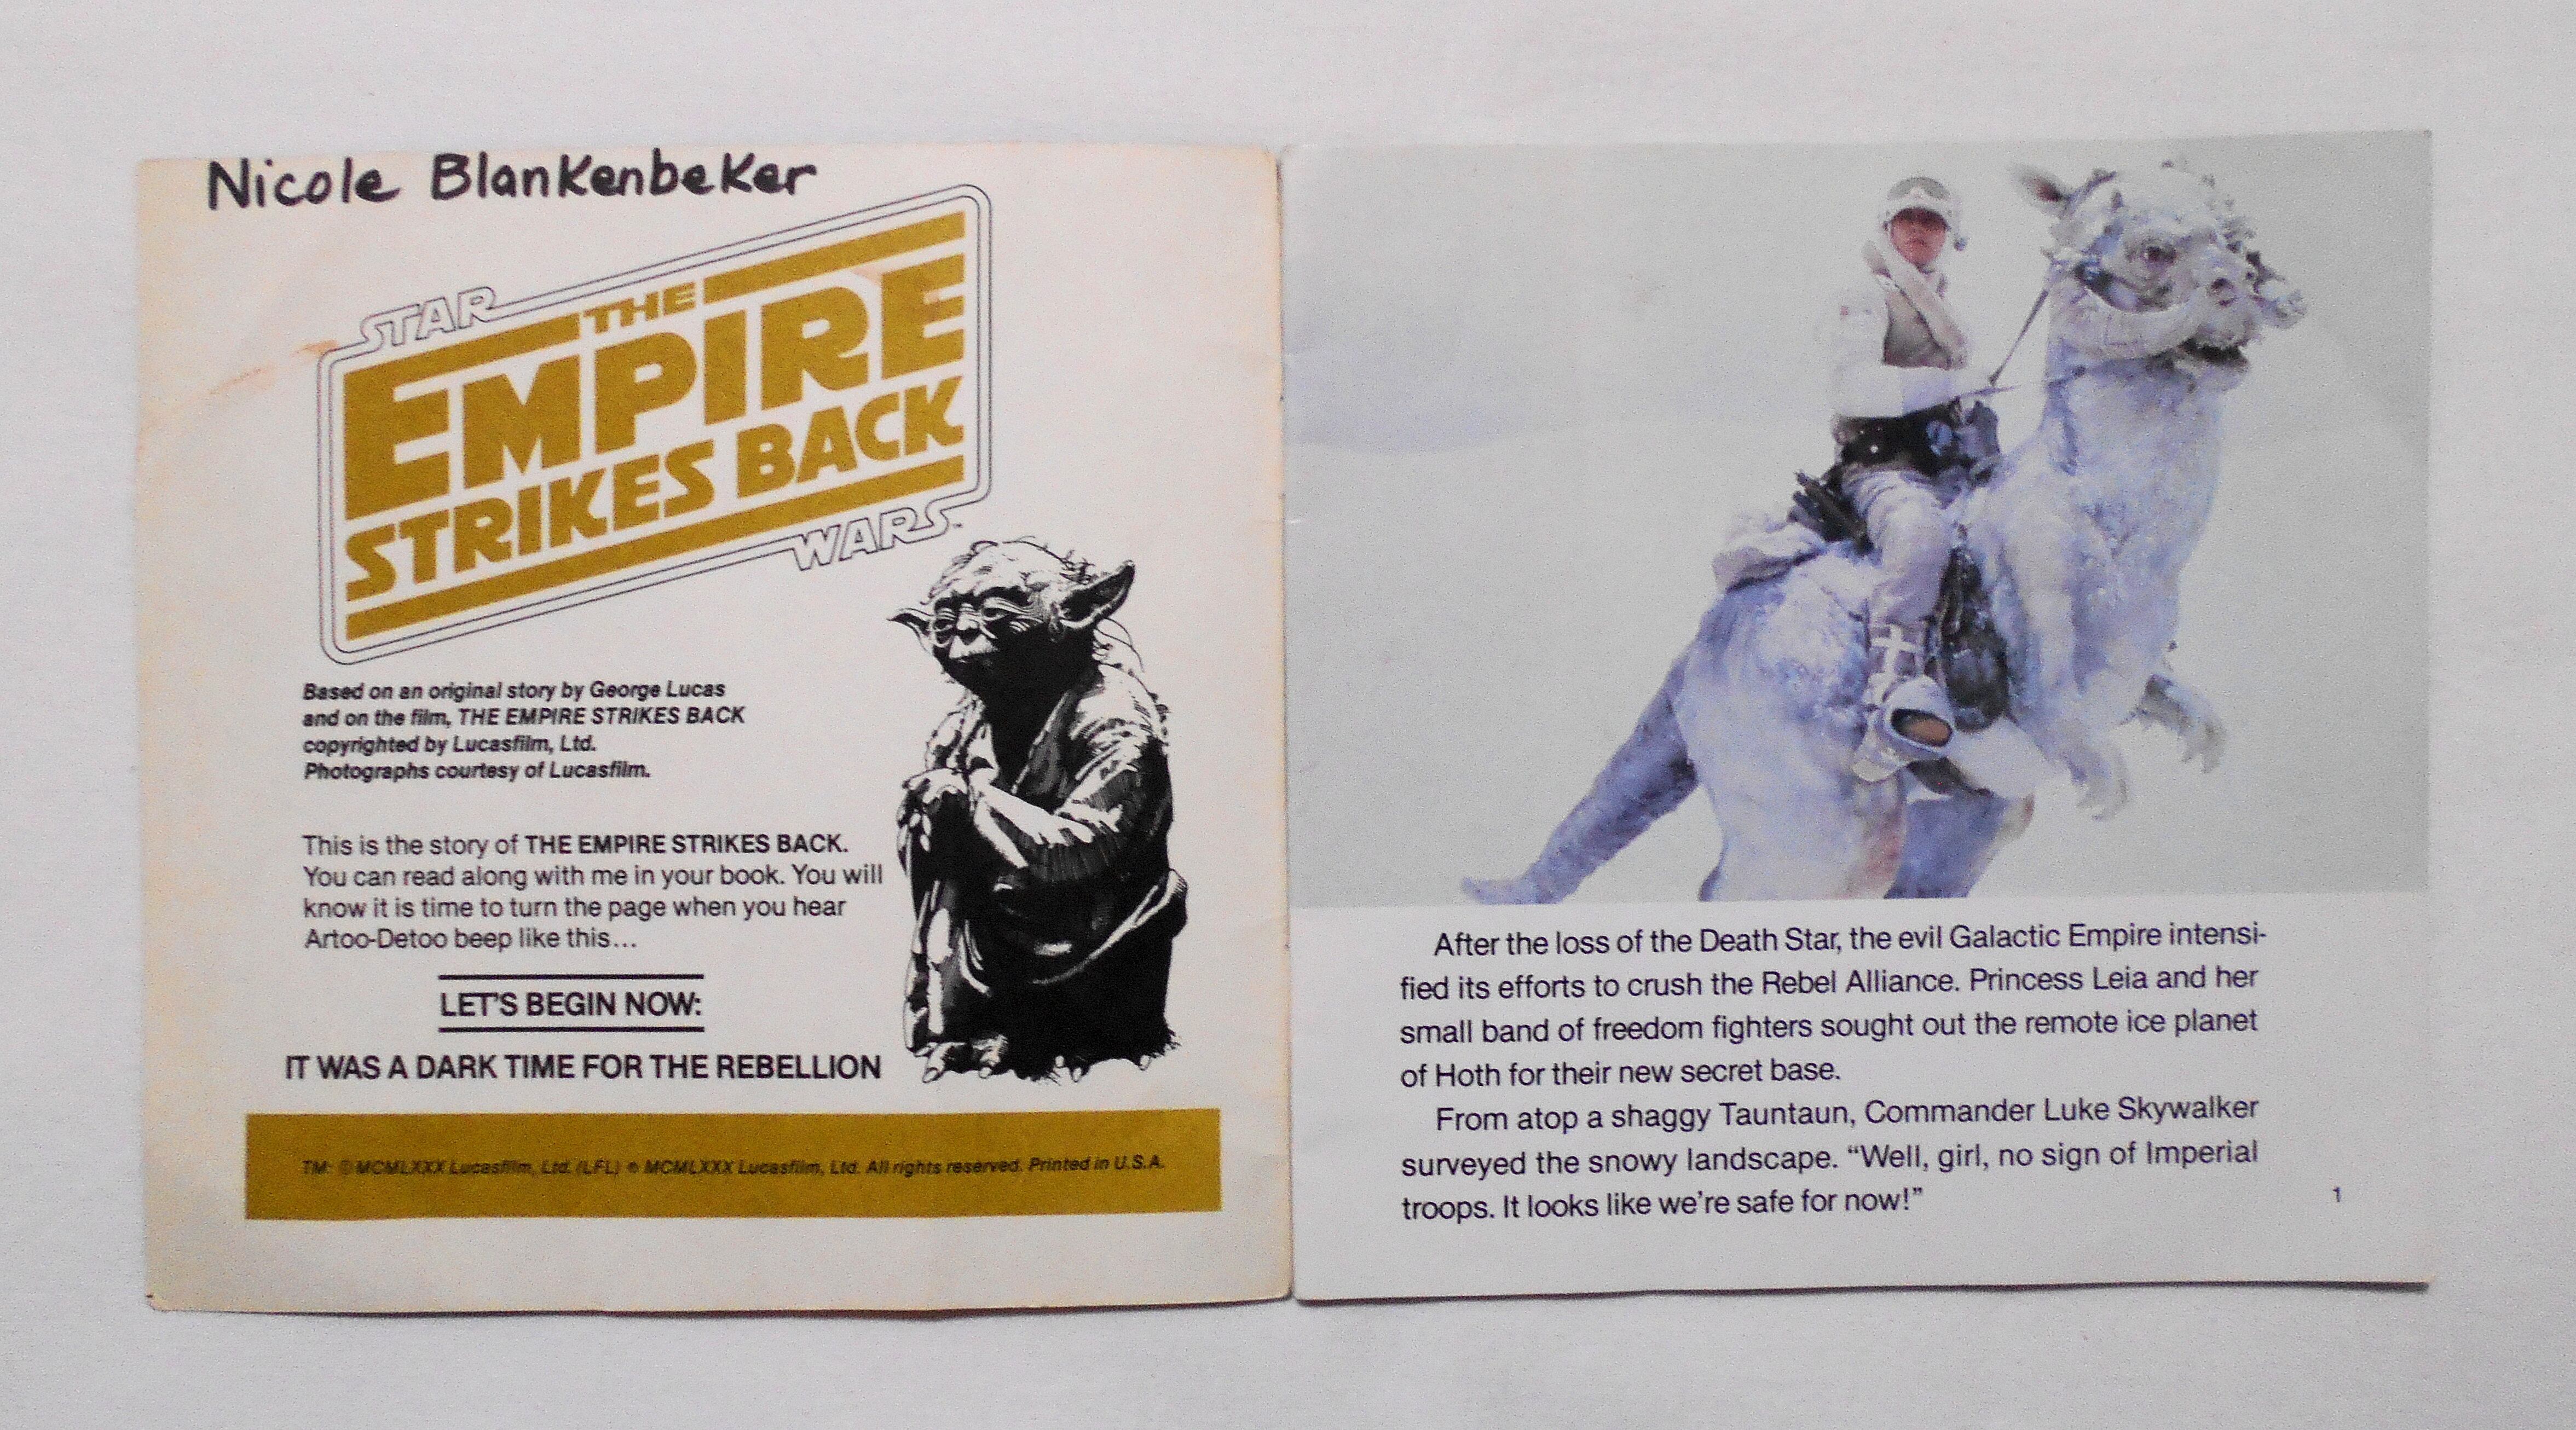 Nicole Blankenbeker
STAR
THE
EMPIRE
STRIKES BACK
WARS™
Based on an original story by George Lucas
and on the film, THE EMPIRE STRIKES BACK
copyrighted by Lucasfilm, Ltd.
Photographs courtesy of Lucasfilm.
This is the story of THE EMPIRE STRIKES BACK.
You can read along with me in your book. You will
know it is time to turn the page when you hear
Artoo-Detoo beep like this...
LET'S BEGIN NOW:
IT WAS A DARK TIME FOR THE REBELLION
TM: © MCMLXXX Lucasfilm, Ltd. (LFL) ® MCMLXXX Lucasfilm, Ltd. All rights reserved. Printed in U.S.A.
After the loss of the Death Star, the evil Galactic Empire intensi-
fied its efforts to crush the Rebel Alliance. Princess Leia and her
small band of freedom fighters sought out the remote ice planet
of Hoth for their new secret base.
From atop a shaggy Tauntaun, Commander Luke Skywalker
surveyed the snowy landscape. “Well, girl, no sign of Imperial
troops. It looks like we’re safe for now!”
1